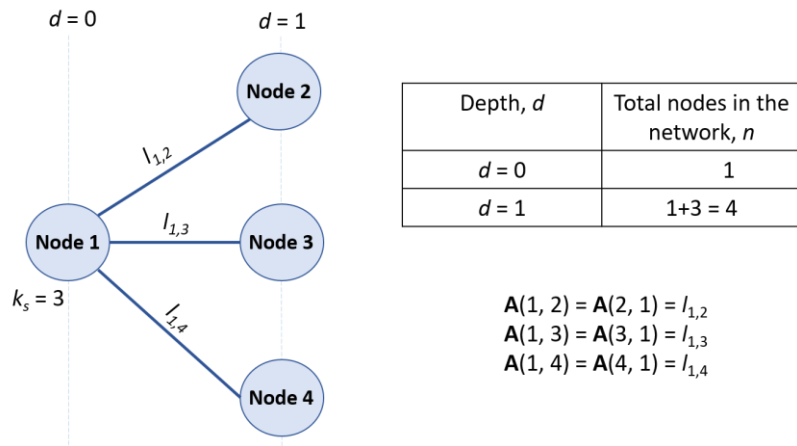 d = 0
d = 1
Node 2
l1,2
Node 1
l1,3
Node 3
ks = 3
l1,4
Node 4
Depth, d
Total nodes in the
network, n
d = 0
1
d = 1
1+3 = 4
A(1, 2) = A(2, 1) = l1,2
A(1, 3) = A(3, 1) = l1,3
A(1, 4) = A(4, 1) = l1,4